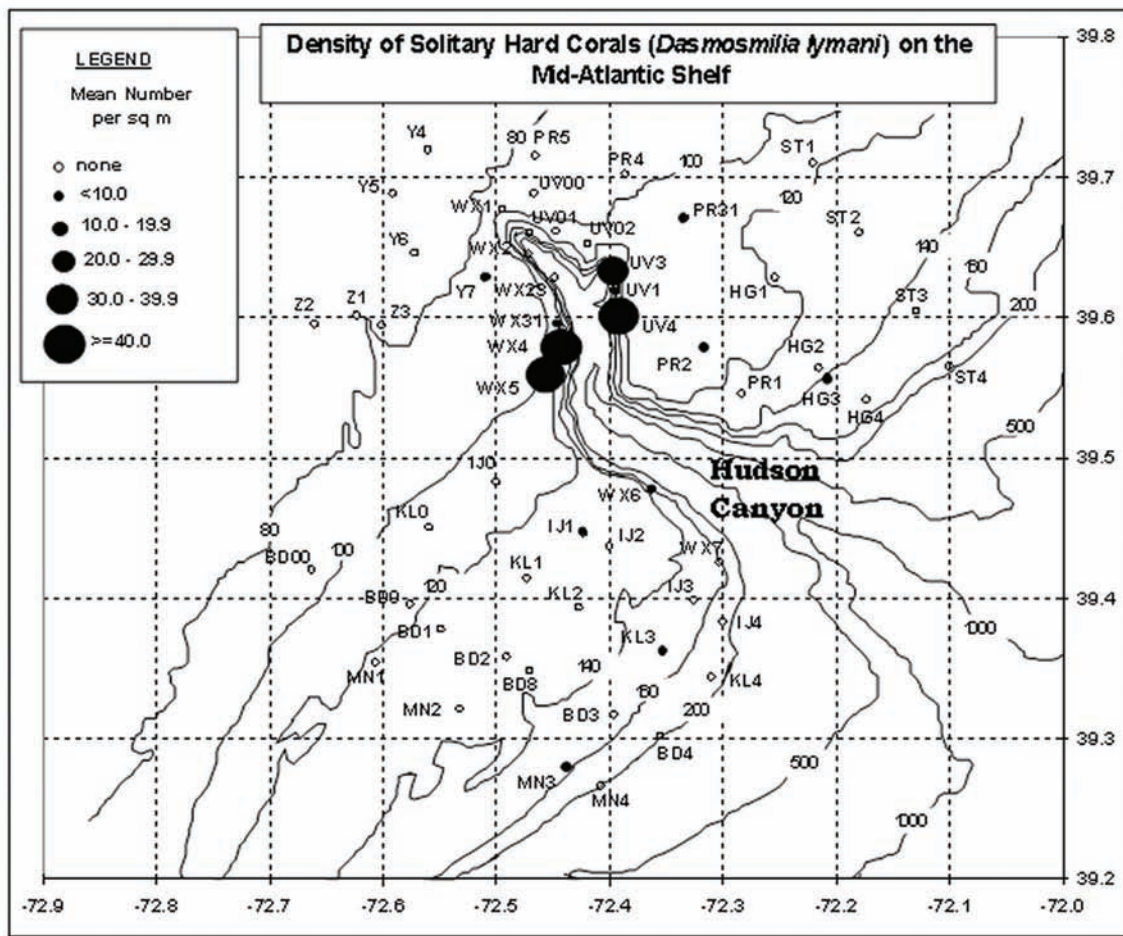 Density of Solitary Hard Corals (Dasmosmilia lymani) on the
Mid-Atlantic Shelf
LEGEND
Mean Number
per sq m
none
<10.0
10.0 - 19.9
20.0 - 29.9
30.0 - 39.9
>=40.0
39.8
Y4
80 PR5
PR4
100
ST1
39.7
Y5
UV00
120
WX1
UV01
UV02
PR31
ST2
Y6
WX2
140
UV3
160
Y7
WX23
UV1
HG1
ST3
200
Z2
Z1
Z3
WX31
UV4
39.6
WX4
HG2
PR2
PR1
ST4
WX5
HG3
HG4
500
39.5
Hudson
IJ0
WX6
Canyon
KL0
80
IJ1
IJ2
WX7
BD00
100
KL1
120
KL2
IJ3
39.4
BD9
BD1
KL3
IJ4
1000
BD2
140
160
KL4
MN1
BD8
MN2
BD3
200
39.3
BD4
500
MN3
MN4
1000
39.2
-72.9
-72.8
-72.7
-72.6
-72.5
-72.4
-72.3
-72.2
-72.1
-72.0